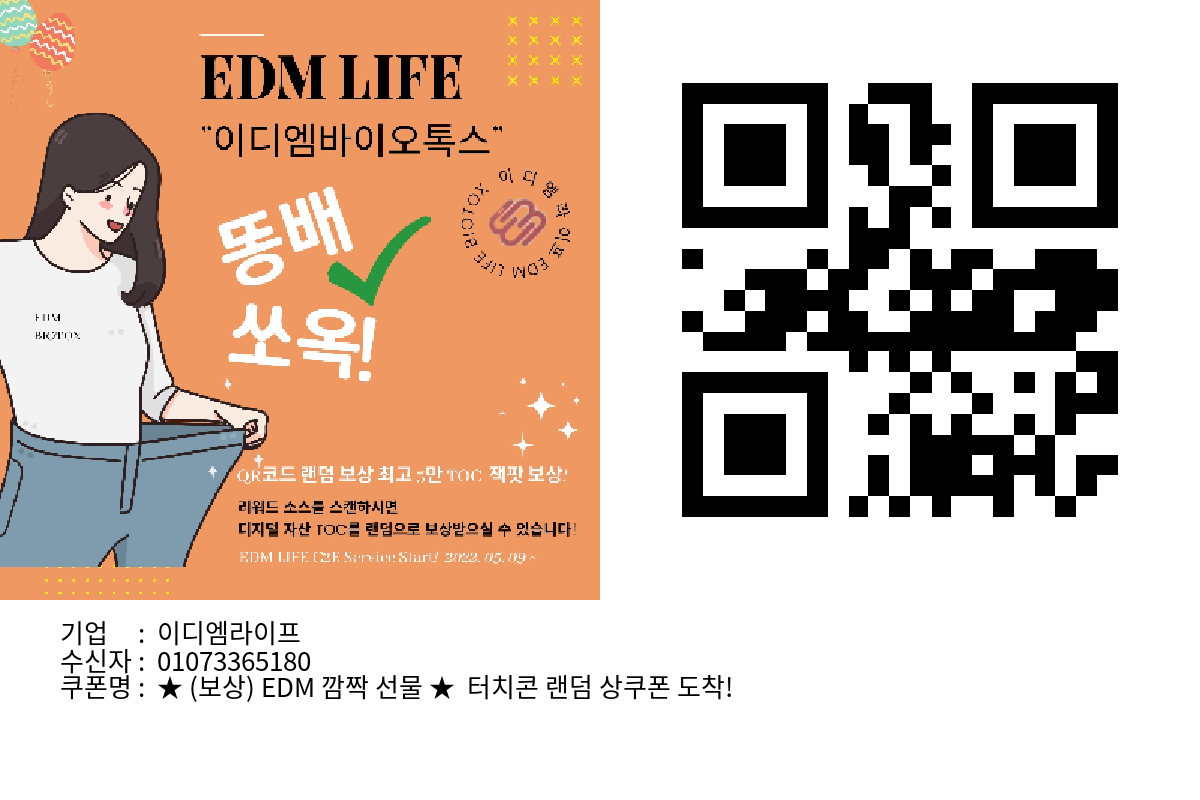 EDM LIFE
"이디엠바이오톡스"
이디엠라이프 EDM LIFE BIOTOX
똥배
쏘옥!
EDM
BIOTOX
QR코드 랜덤 보상 최고 5만 TOC 잭팟 보상!
리워드 소스를 스캔하시면
디지털 자산 TOC를 랜덤으로 보상받으실 수 있습니다!
EDM LIFE C2E Service Start! 2022. 05. 09 ~
기업 : 이디엠라이프
수신자 : 01073365180
쿠폰명 : ★ (보상) EDM 깜짝 선물 ★ 터치콘 랜덤 상쿠폰 도착!